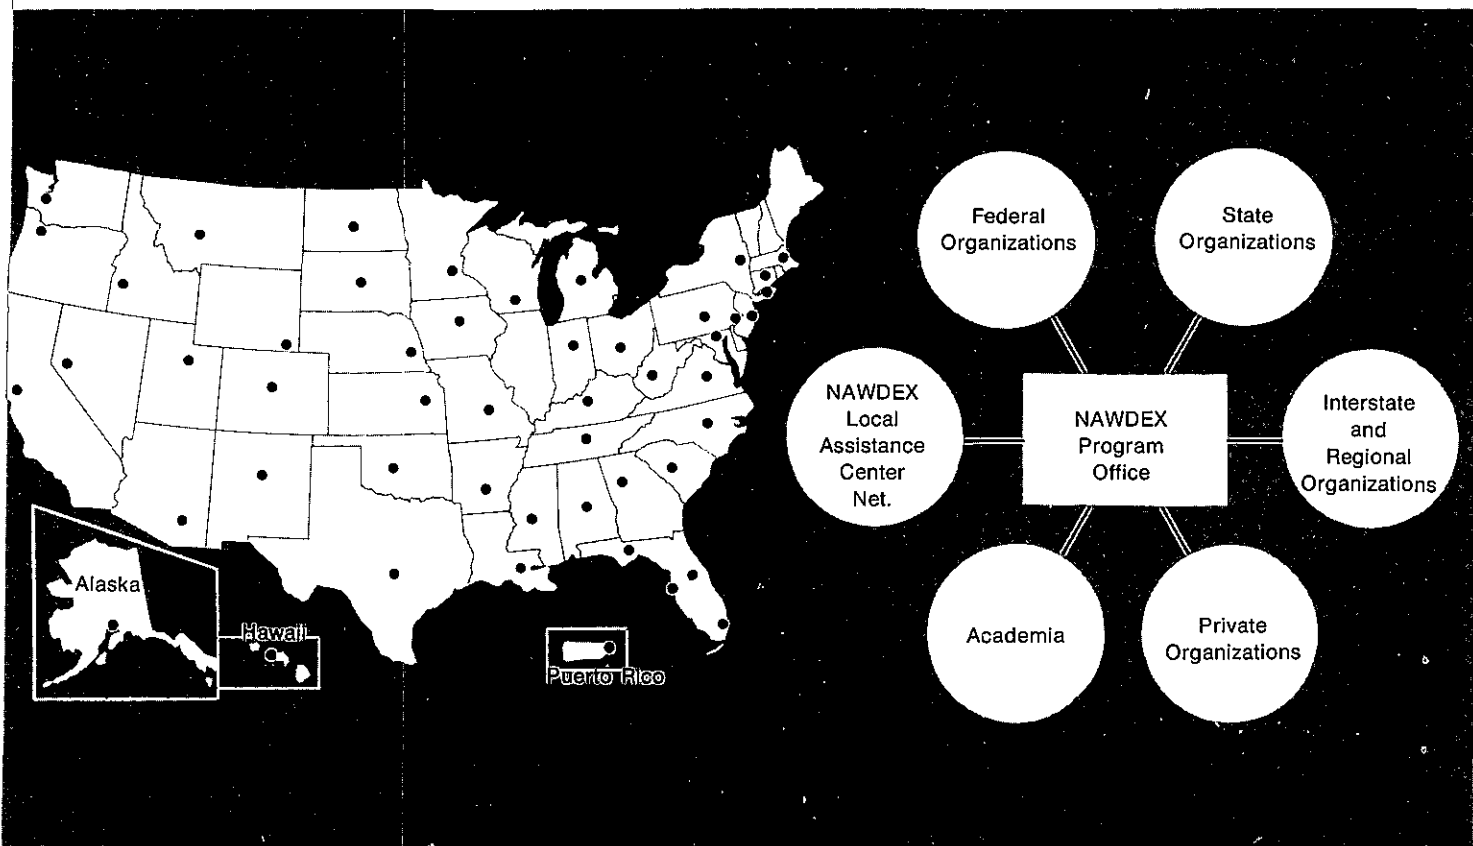 Alaska
Hawaii
Puerto Rico
Federal
Organizations
State
Organizations
NAWDEX
Local
Assistance
Center
Net.
NAWDEX
Program
Office
Interstate
and
Regional
Organizations
Academia
Private
Organizations